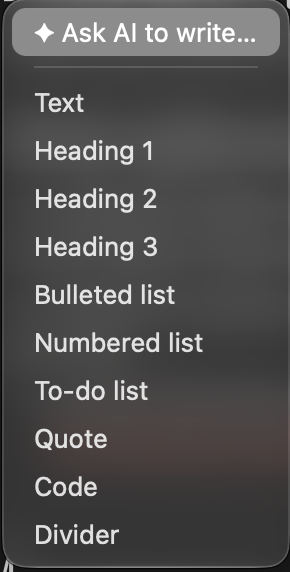 Ask AI to write...
Text
Heading 1
Heading 2
Heading 3
Bulleted list
Numbered list
To-do list
Quote
Code
Divider